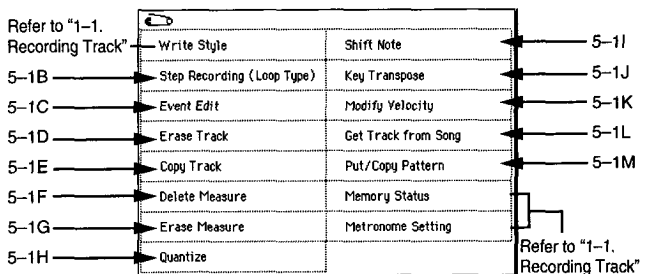 Refer to “1–1.
Recording Track”
Write Style
Shift Note
5–1I
5–1B
Step Recording (Loop Type)
Key Transpose
5–1J
5–1C
Event Edit
Modify Velocity
5–1K
5–1D
Erase Track
Get Track from Song
5–1L
5–1E
Copy Track
Put/Copy Pattern
5–1M
5–1F
Delete Measure
Memory Status
5–1G
Erase Measure
Metronome Setting
5–1H
Quantize
Refer to “1–1.
Recording Track”